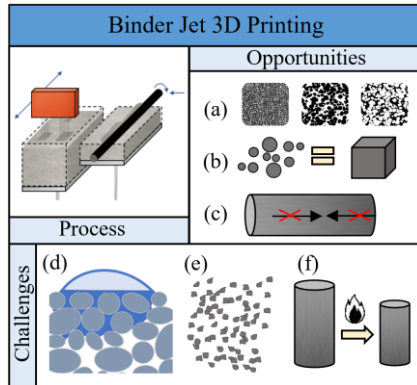 Binder Jet 3D Printing
Opportunities
(a)
(b)
(c)
Process
Challenges
(d)
(e)
(f)